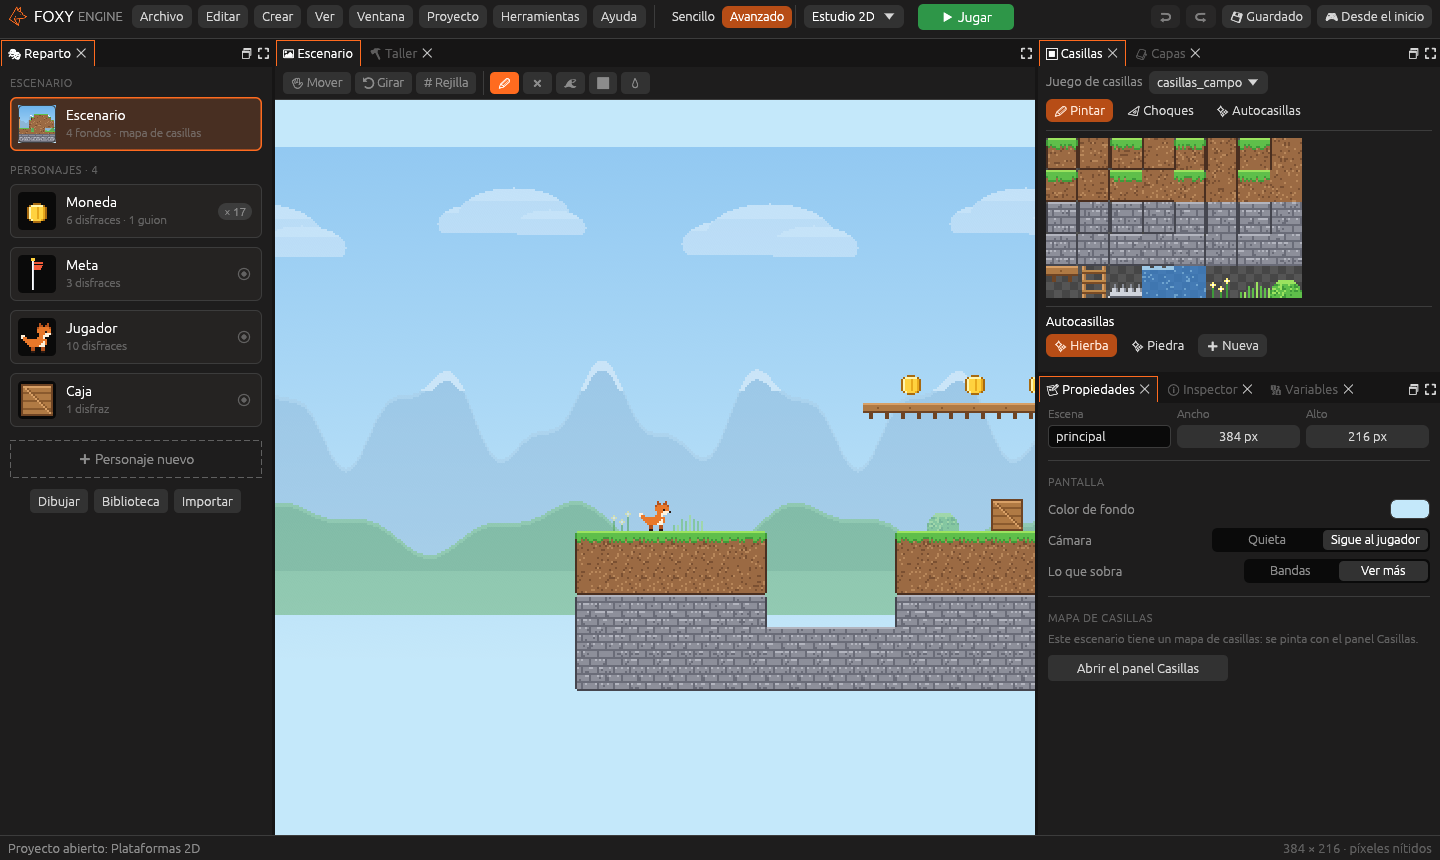 FOXY ENGINE Archivo Editar Crear Ver Ventana Proyecto Herramientas Ayuda Sencillo Avanzado Estudio 2D Jugar Guardado Desde el inicio
Reparto
ESCENARIO
Escenario
4 fondos · mapa de casillas
PERSONAJES · 4
Moneda
6 disfraces · 1 guion
× 17
Meta
3 disfraces
Jugador
10 disfraces
Caja
1 disfraz
+ Personaje nuevo
Dibujar Biblioteca Importar
Escenario Taller
Mover Girar # Rejilla
Casillas Capas
Juego de casillas casillas_campo
Pintar Choques Autocasillas
Autocasillas
Hierba Piedra + Nueva
Propiedades Inspector Variables
Escena Ancho Alto
principal 384 px 216 px
PANTALLA
Color de fondo
Cámara Quieta Sigue al jugador
Lo que sobra Bandas Ver más
MAPA DE CASILLAS
Este escenario tiene un mapa de casillas: se pinta con el panel Casillas.
Abrir el panel Casillas
Proyecto abierto: Plataformas 2D
384 × 216 · píxeles nítidos